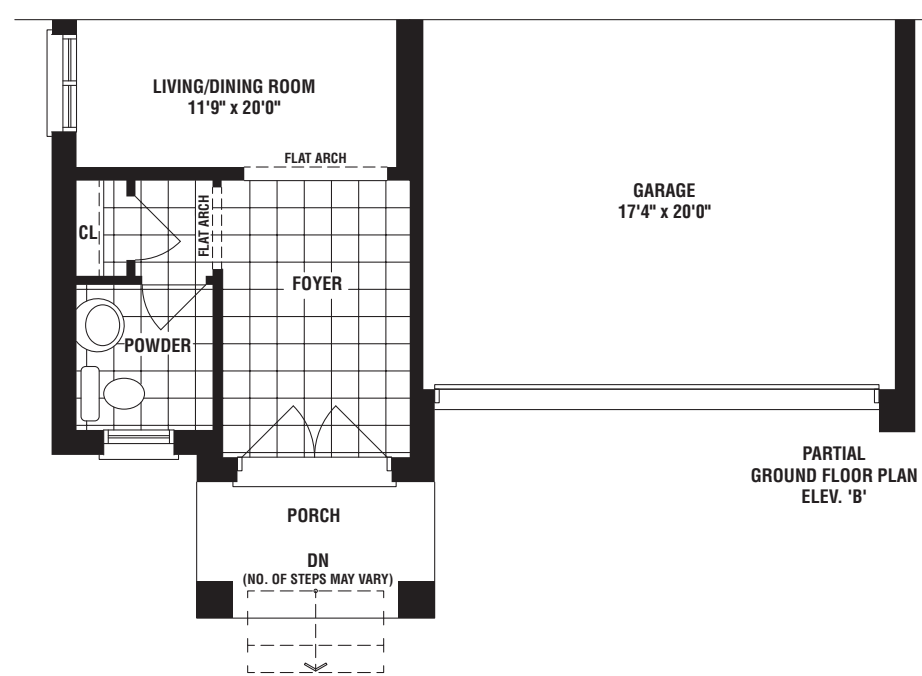 LIVING/DINING ROOM
11'9" x 20'0"
FLAT ARCH
GARAGE
17'4" x 20'0"
CL
FLAT ARCH
FOYER
POWDER
PARTIAL
GROUND FLOOR PLAN
ELEV. 'B'
PORCH
DN
(NO. OF STEPS MAY VARY)